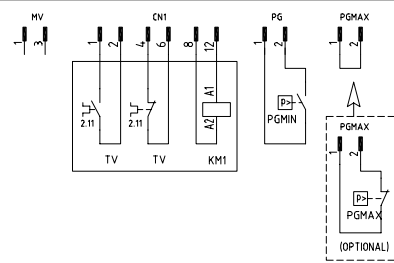 MV
CN1
PG
PGMAX
1
3
1
2
4
6
8
12
1
2
1
2
2.11
2.11
A1
A2
TV
TV
KM1
P>
PGMIN
PGMAX
1
2
P>
PGMAX
(OPTIONAL)